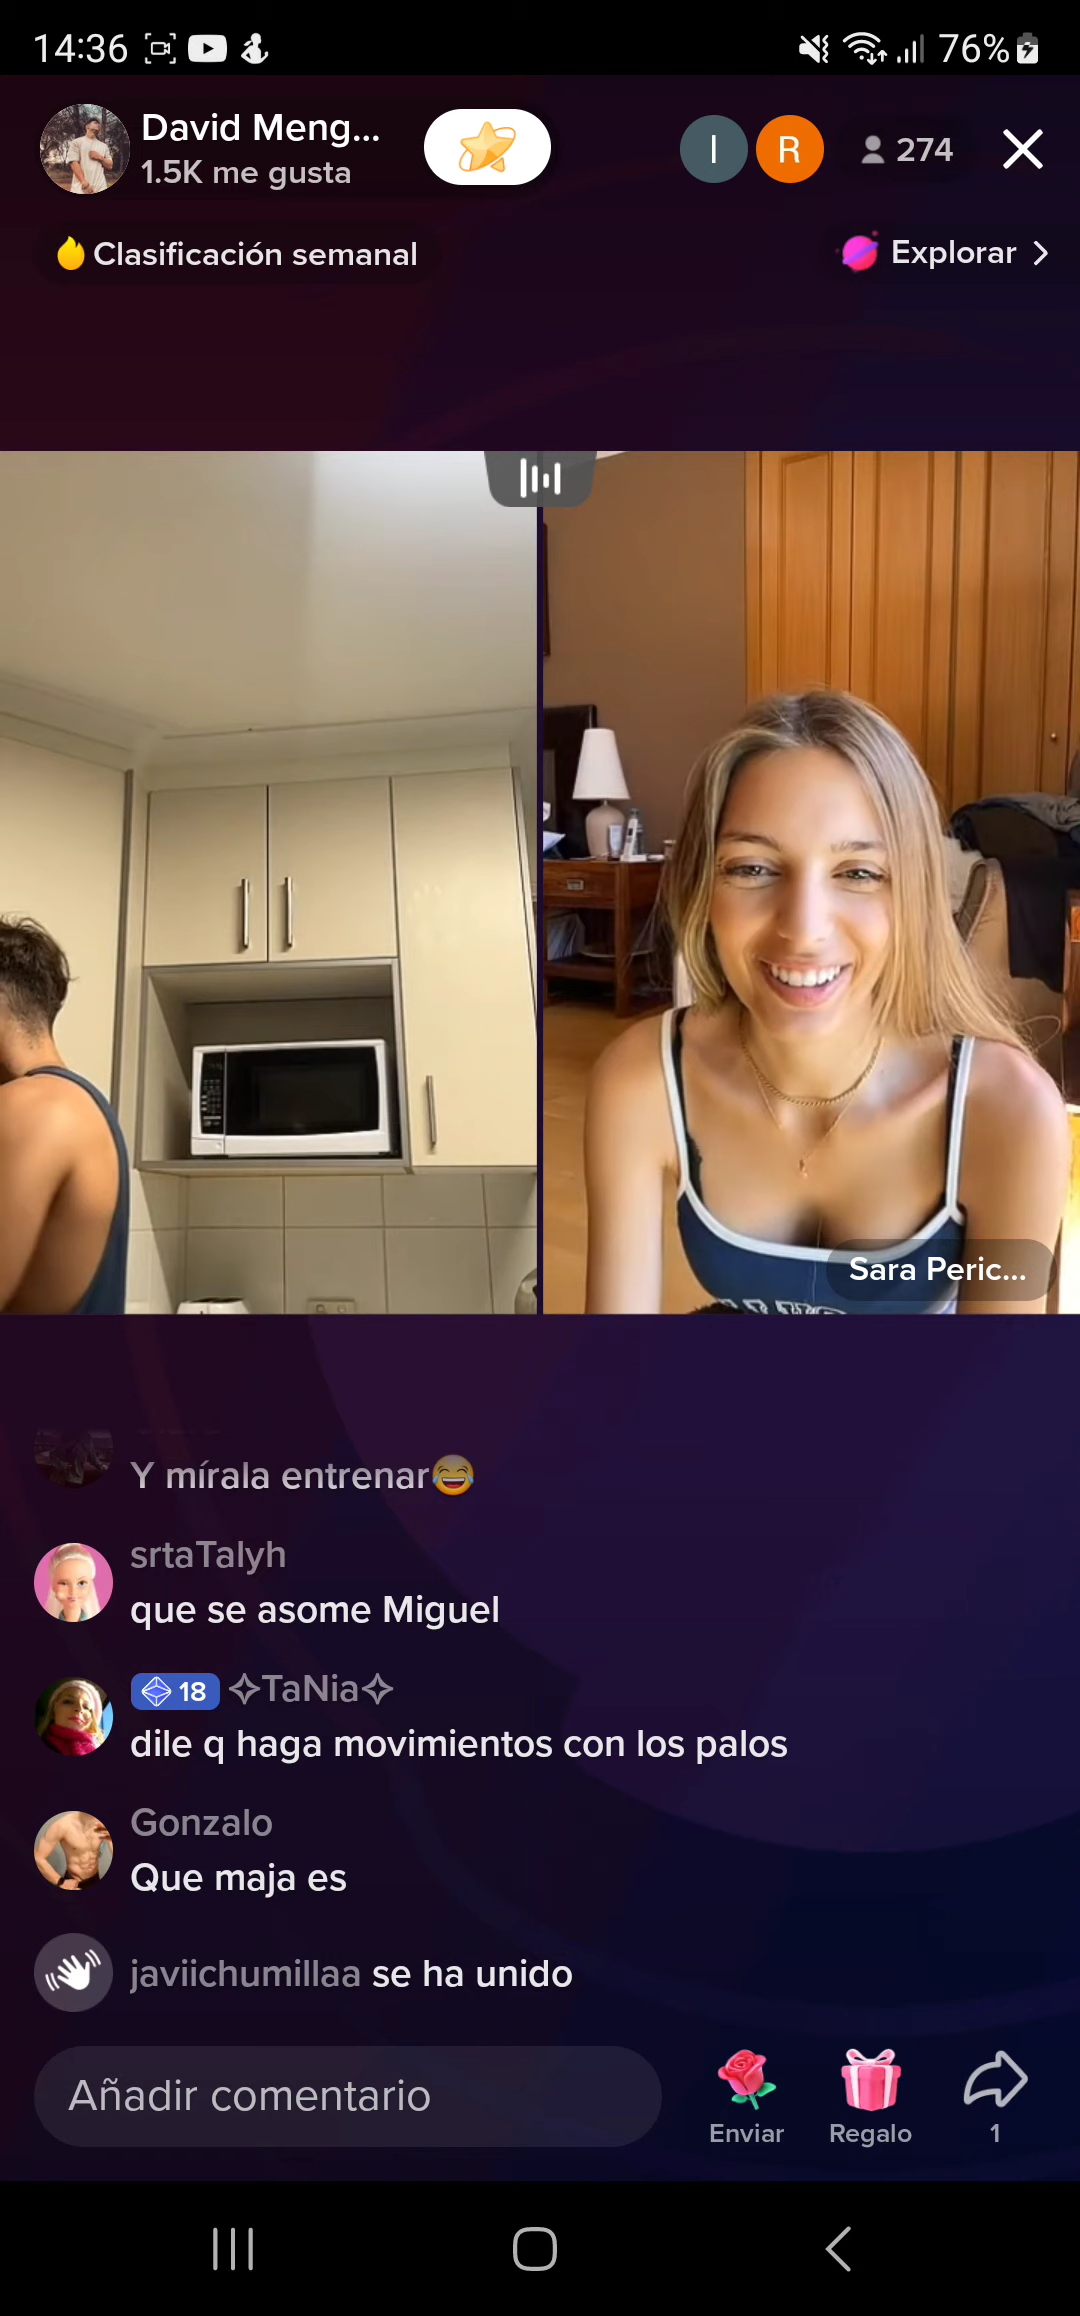 14:36
76%
David Meng...
1.5K me gusta
I
R
274
Clasificación semanal
Explorar
Sara Peric...
Y mírala entrenar😂
srtaTalyh
que se asome Miguel
18 ✧TaNia✧
dile q haga movimientos con los palos
Gonzalo
Que maja es
javiichumillaa se ha unido
Añadir comentario
Enviar
Regalo
1